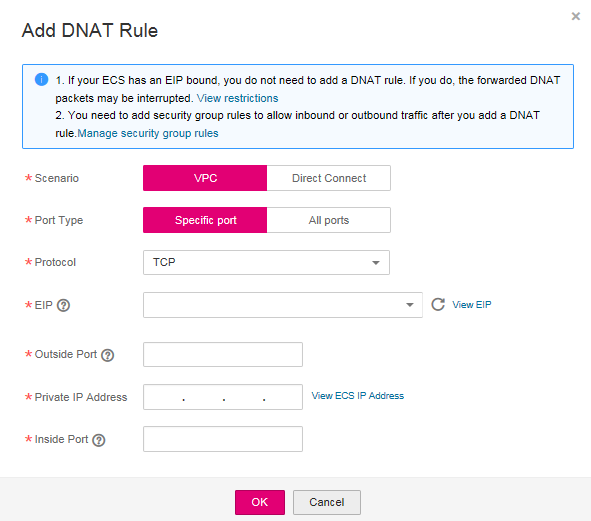 Add DNAT Rule
1. If your ECS has an EIP bound, you do not need to add a DNAT rule. If you do, the forwarded DNAT
packets may be interrupted. View restrictions
2. You need to add security group rules to allow inbound or outbound traffic after you add a DNAT
rule.Manage security group rules
* Scenario VPC Direct Connect
* Port Type Specific port All ports
* Protocol TCP
* EIP ? View EIP
* Outside Port ?
* Private IP Address . . . View ECS IP Address
* Inside Port ?
OK Cancel